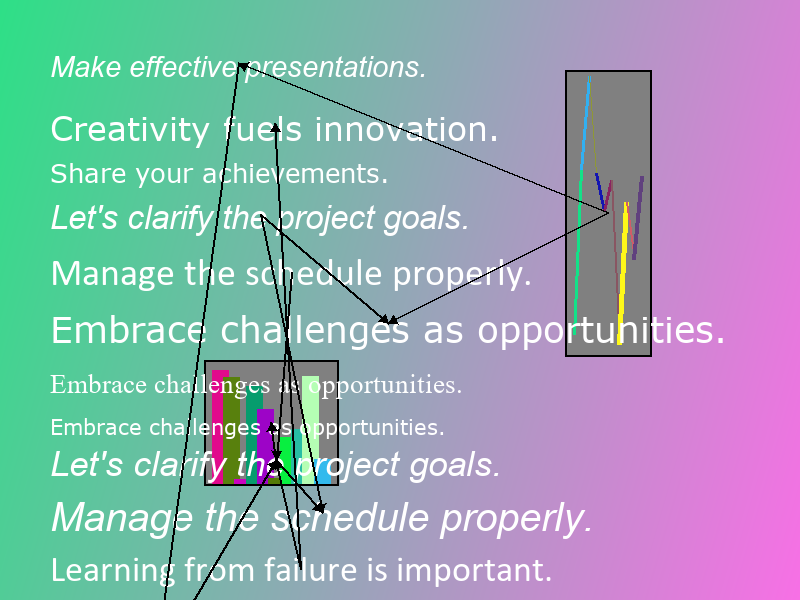 Make effective presentations.
Creativity fuels innovation.
Share your achievements.
Let's clarify the project goals.
Manage the schedule properly.
Embrace challenges as opportunities.
Embrace challenges as opportunities.
Embrace challenges as opportunities.
Let's clarify the project goals.
Manage the schedule properly.
Learning from failure is important.